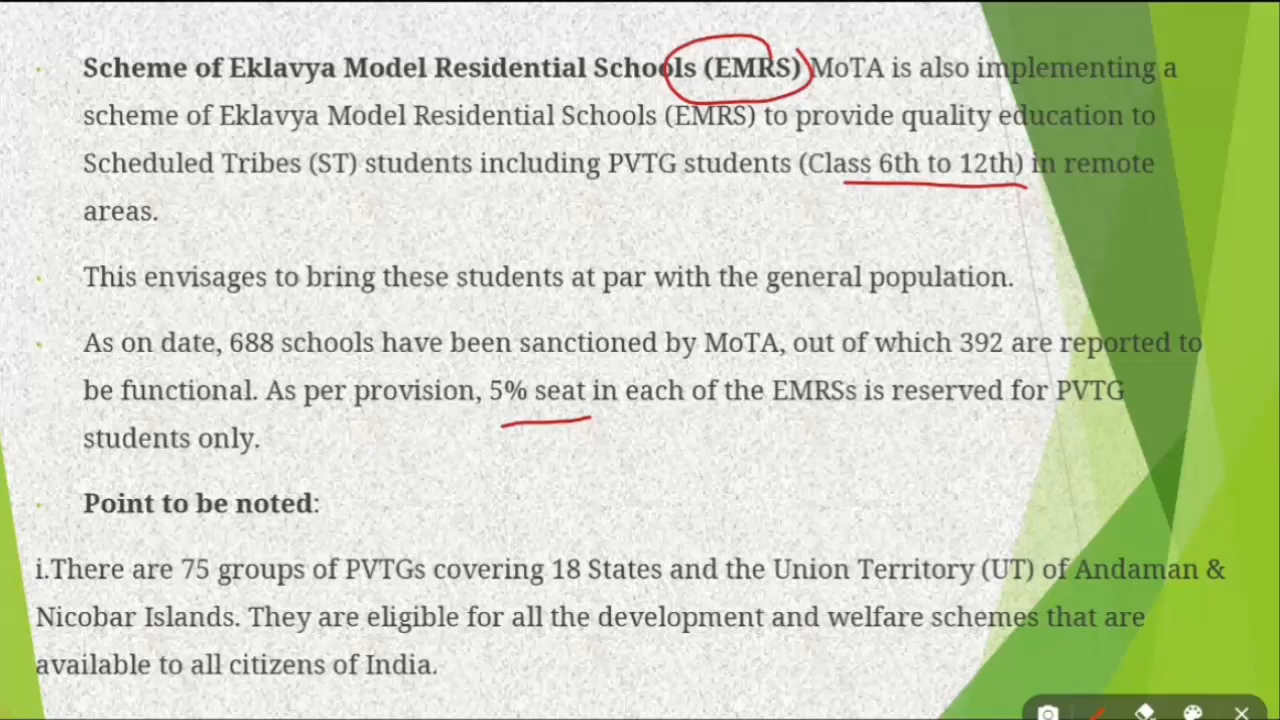 Scheme of Eklavya Model Residential Schools (EMRS) MoTA is also implementing a
scheme of Eklavya Model Residential Schools (EMRS) to provide quality education to
Scheduled Tribes (ST) students including PVTG students (Class 6th to 12th) in remote
areas.
This envisages to bring these students at par with the general population.
As on date, 688 schools have been sanctioned by MoTA, out of which 392 are reported to
be functional. As per provision, 5% seat in each of the EMRSs is reserved for PVTG
students only.
Point to be noted:
i.There are 75 groups of PVTGs covering 18 States and the Union Territory (UT) of Andaman &
Nicobar Islands. They are eligible for all the development and welfare schemes that are
available to all citizens of India.